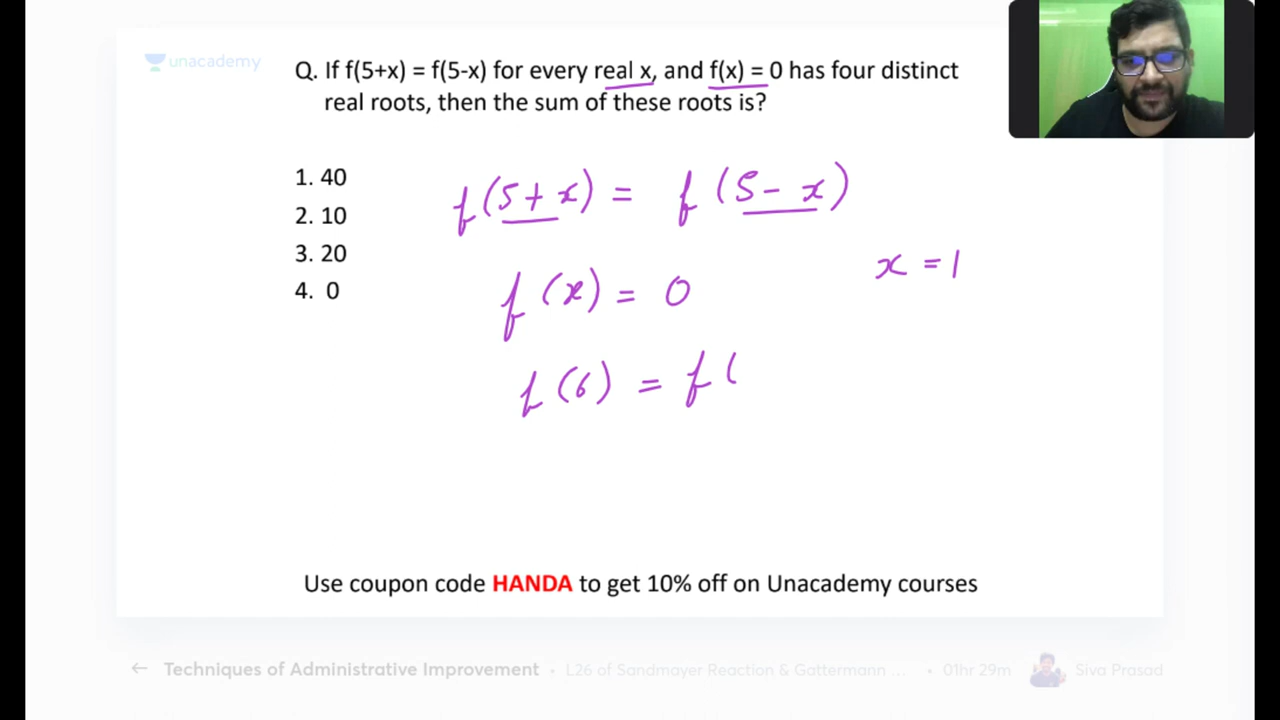 unacademy
Q. If f(5+x) = f(5-x) for every real x, and f(x) = 0 has four distinct
real roots, then the sum of these roots is?
1. 40
2. 10
3. 20
4. 0
f(5+x) = f(5-x)
x = 1
f(x) = 0
f(6) = f(
Use coupon code HANDA to get 10% off on Unacademy courses
← Techniques of Administrative Improvement • L26 of Sandmayer Reaction & Gattermann ... • 01hr 29m Siva Prasad